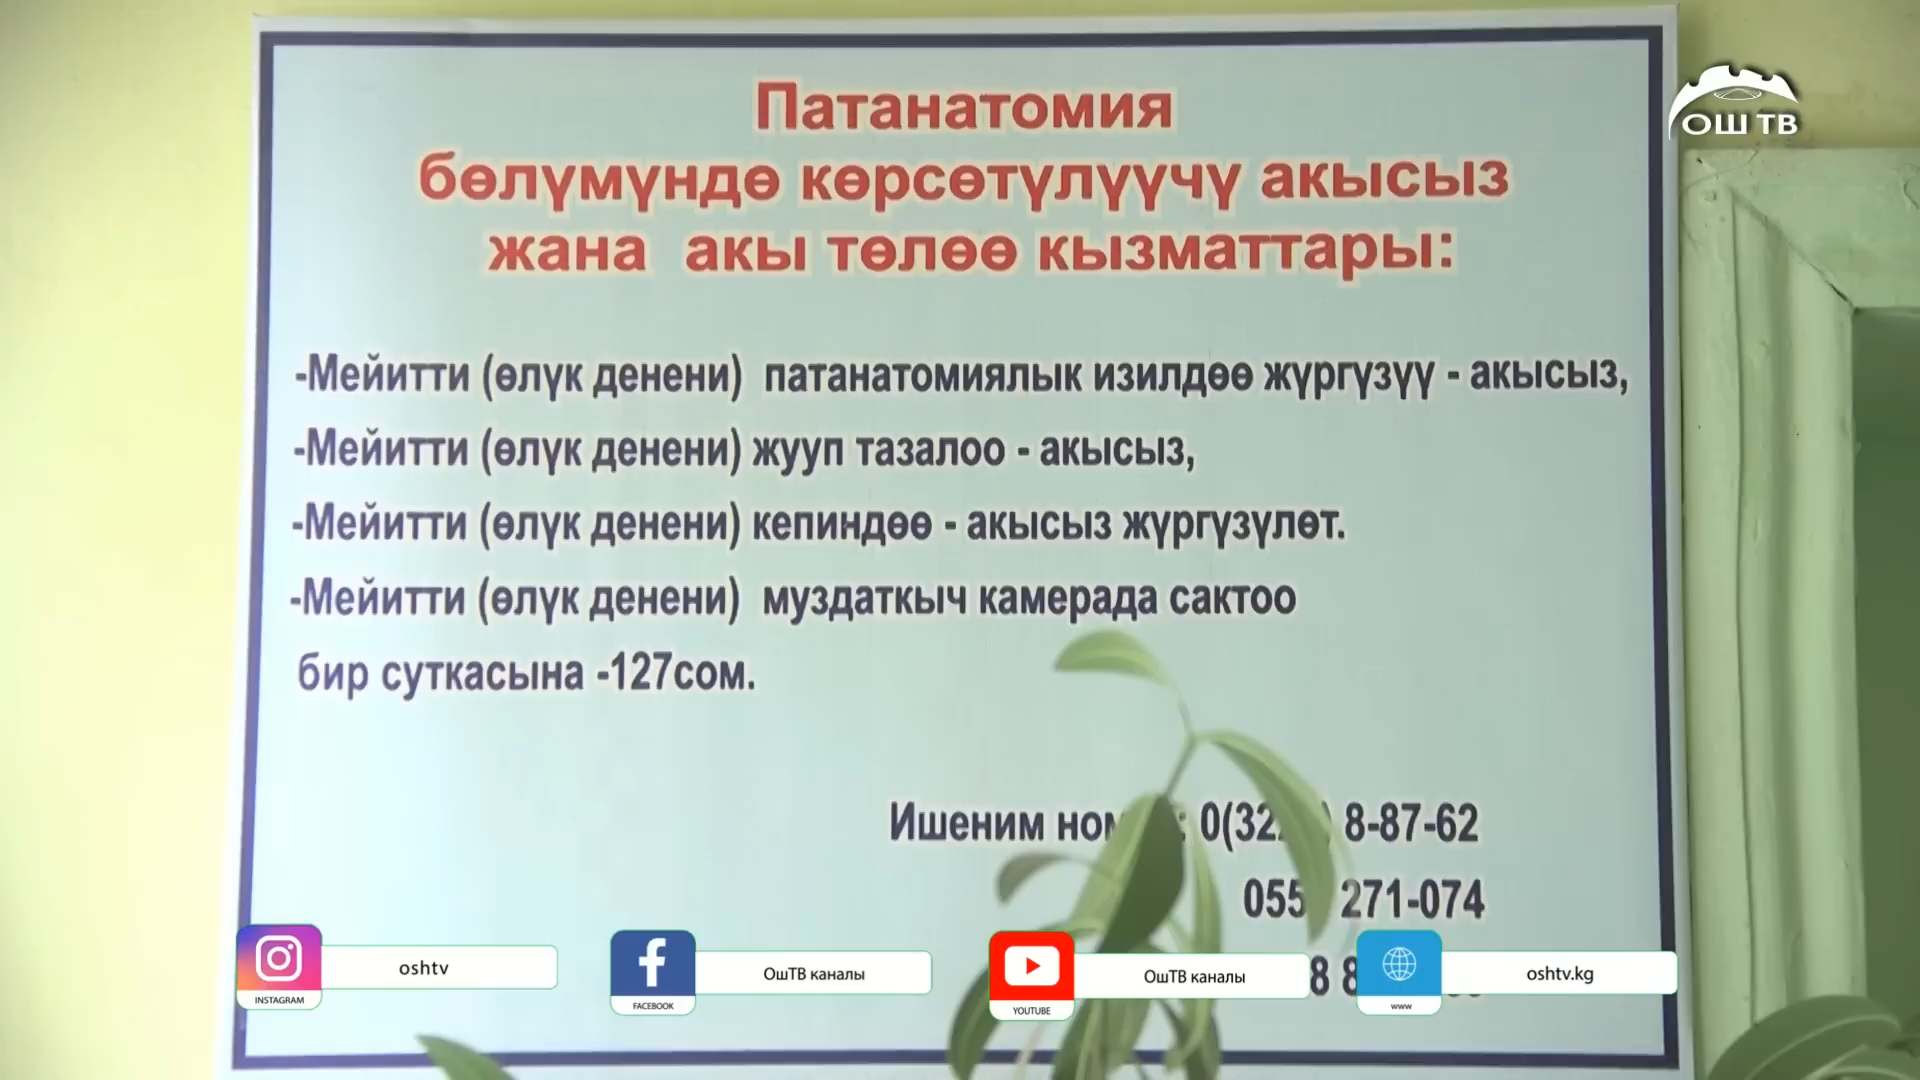 Патанатомия
бөлүмүндө көрсөтүлүүчү акысыз
жана акы төлөө кызматтары:
-Мейитти (өлүк денени) патанатомиялык изилдөө жүргүзүү - акысыз,
-Мейитти (өлүк денени) жууп тазалоо - акысыз,
-Мейитти (өлүк денени) кепиндөө - акысыз жүргүзүлөт.
-Мейитти (өлүк денени) муздаткыч камерада сактоо
бир суткасына -127сом.
Ишеним 8-87-62
271-074
ОШ ТВ
INSTAGRAM oshtv
FACEBOOK ОшТВ каналы
YOUTUBE ОшТВ каналы
WWW oshtv.kg